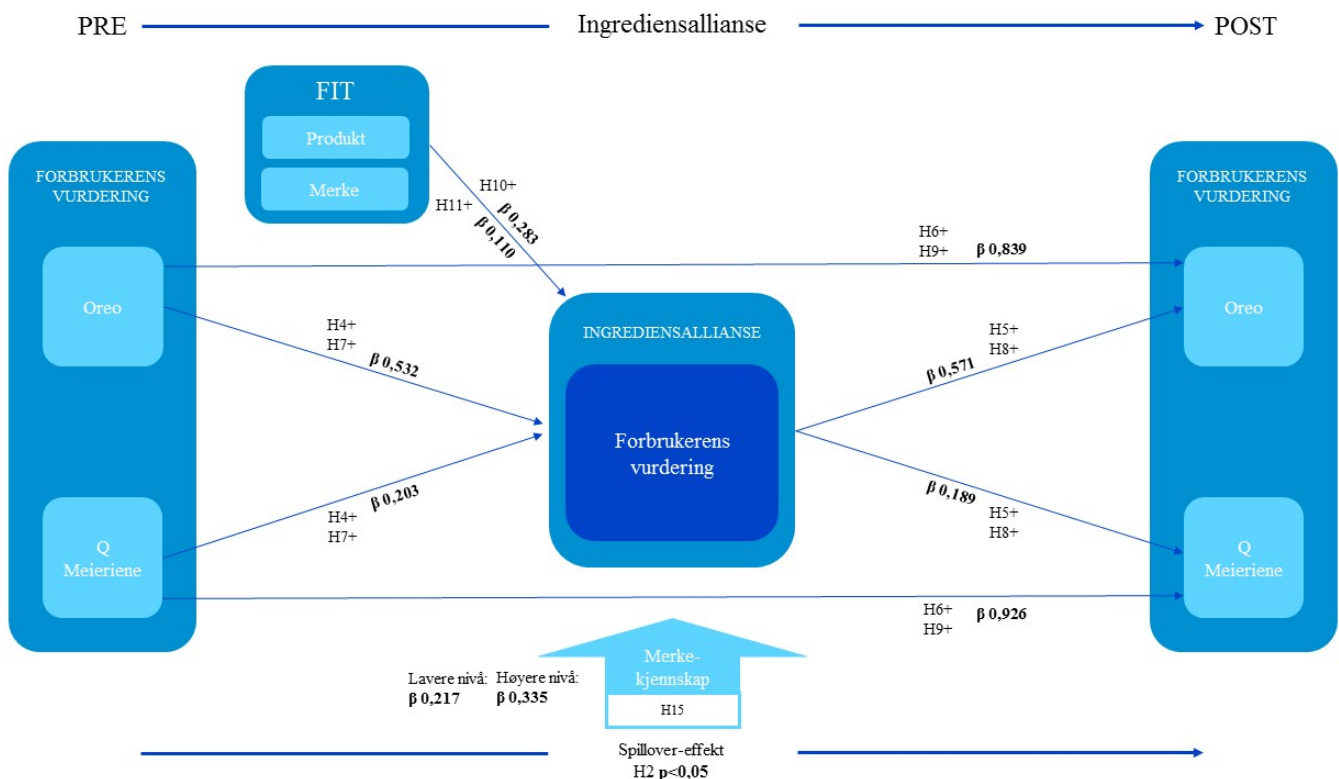 PRE
Ingrediensallianse
POST
FIT
Produkt
Merke
FORBRUKERENS
VURDERING
Oreo
Q
Meieriene
H10+
H11+
β 0,283
β 0,110
H4+
H7+
β 0,532
H4+
H7+
β 0,203
INGREDIENSALLIANSE
Forbrukerens
vurdering
H6+
H9+ β 0,839
H5+
H8+
β 0,571
β 0,189
H5+
H8+
H6+
H9+ β 0,926
FORBRUKERENS
VURDERING
Oreo
Q
Meieriene
Lavere nivå: Høyere nivå:
β 0,217 β 0,335
Merke-
kjennskap
H15
Spillover-effekt
H2 p<0,05